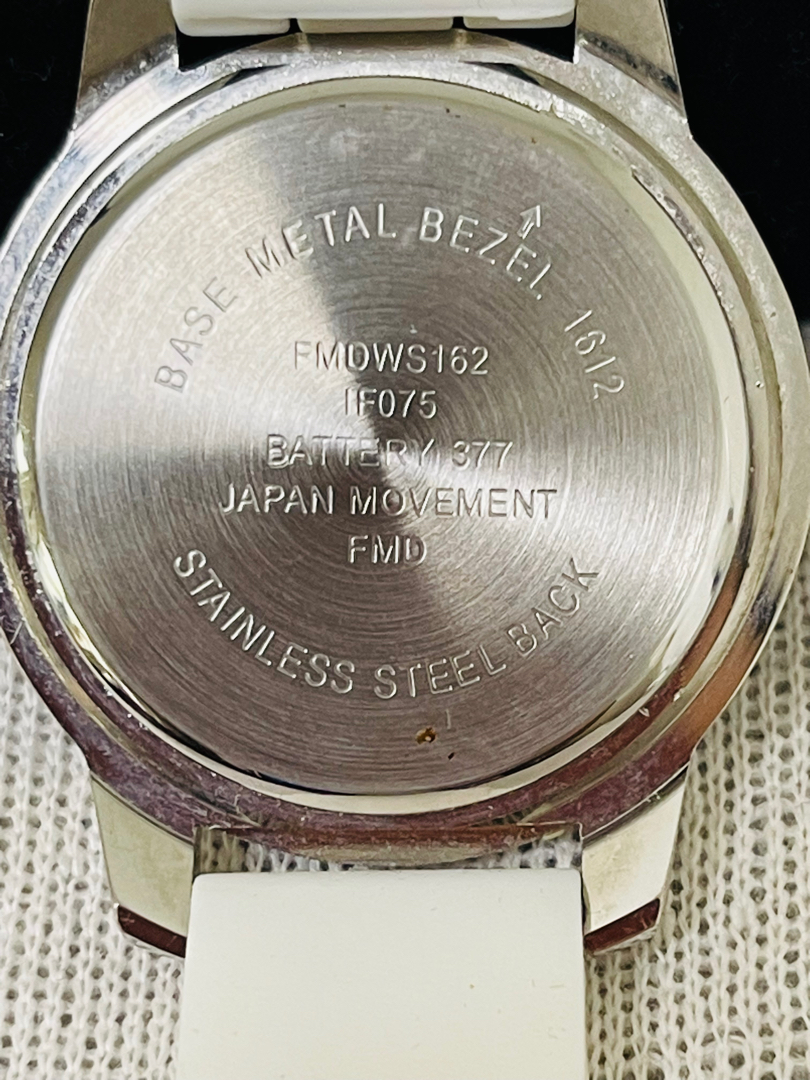 BASE METAL BEZEL 1612
FMDWS162
IF075
BATTERY 377
JAPAN MOVEMENT
FMD
STAINLESS STEEL BACK